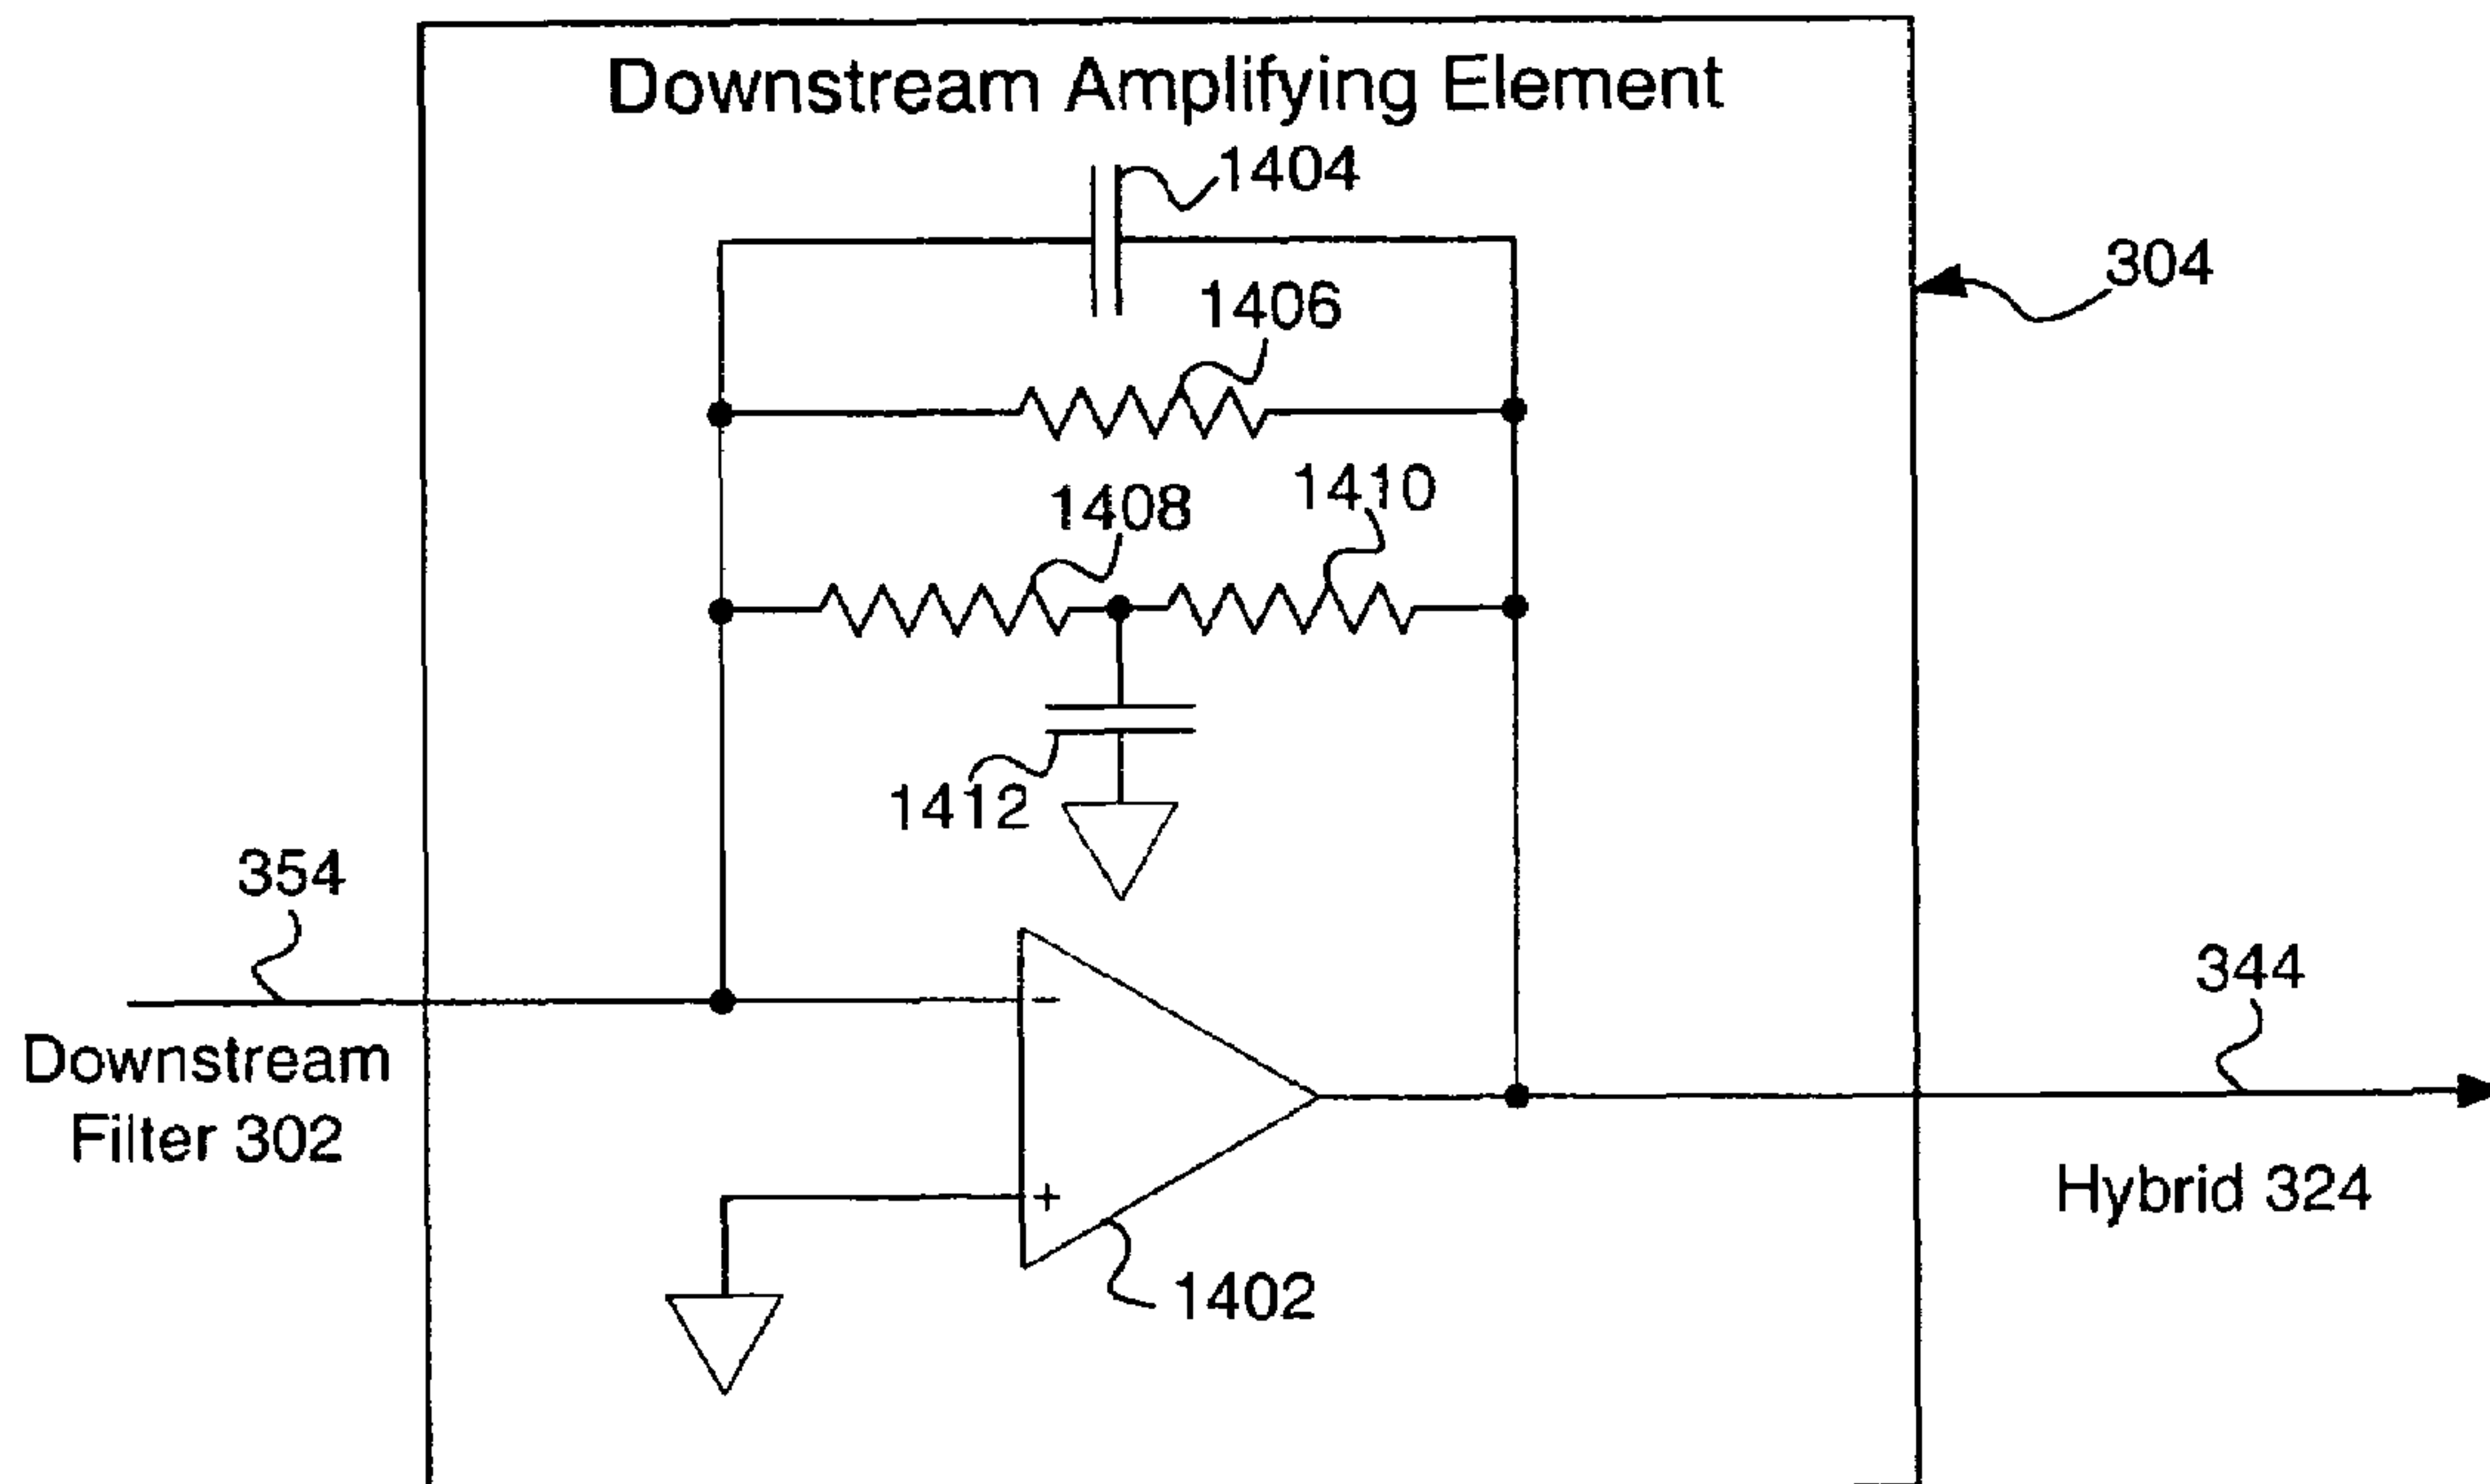 Downstream Amplifying Element
1404
304
1406
1408
1410
1412
354
344
Downstream
Filter 302
−
+
Hybrid 324
1402